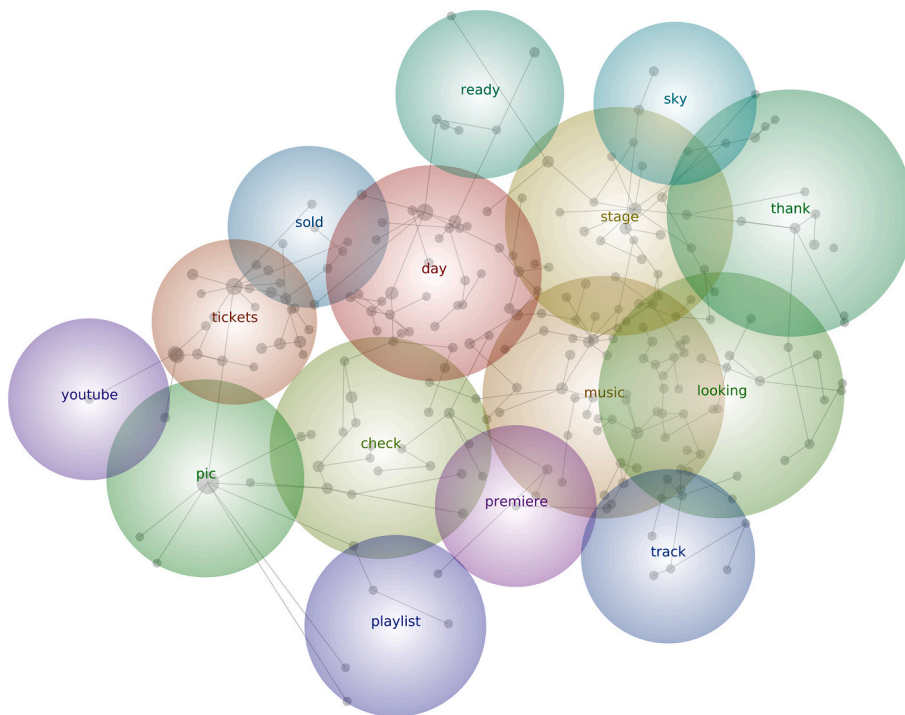 ready
sky
thank
stage
sold
day
tickets
youtube
music
looking
check
pic
premiere
track
playlist